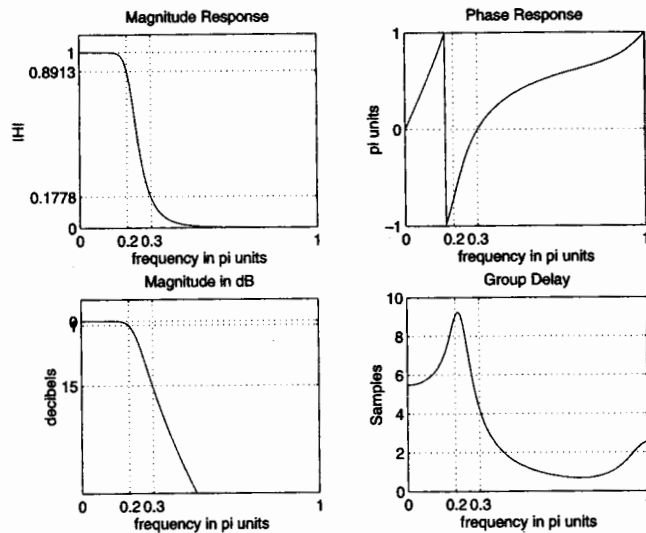 Magnitude Response
1
0.8913
|H|
0.1778
0
0 0.2 0.3 1
frequency in pi units
Phase Response
1
pi units
0
−1
0 0.2 0.3 1
frequency in pi units
Magnitude in dB
0
1
decibels
15
0 0.2 0.3 1
frequency in pi units
Group Delay
10
8
Samples
6
4
2
0
0 0.2 0.3 1
frequency in pi units